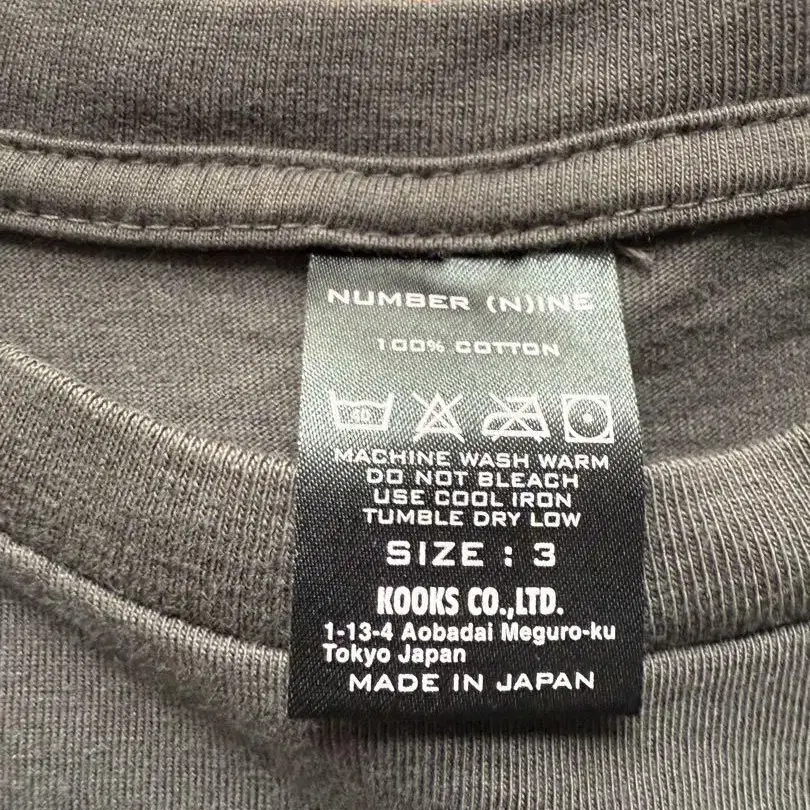 NUMBER (N)INE
100% COTTON
40
MACHINE WASH WARM
DO NOT BLEACH
USE COOL IRON
TUMBLE DRY LOW
SIZE : 3
KOOKS CO.,LTD.
1-13-4 Aobadai Meguro-ku
Tokyo Japan
MADE IN JAPAN